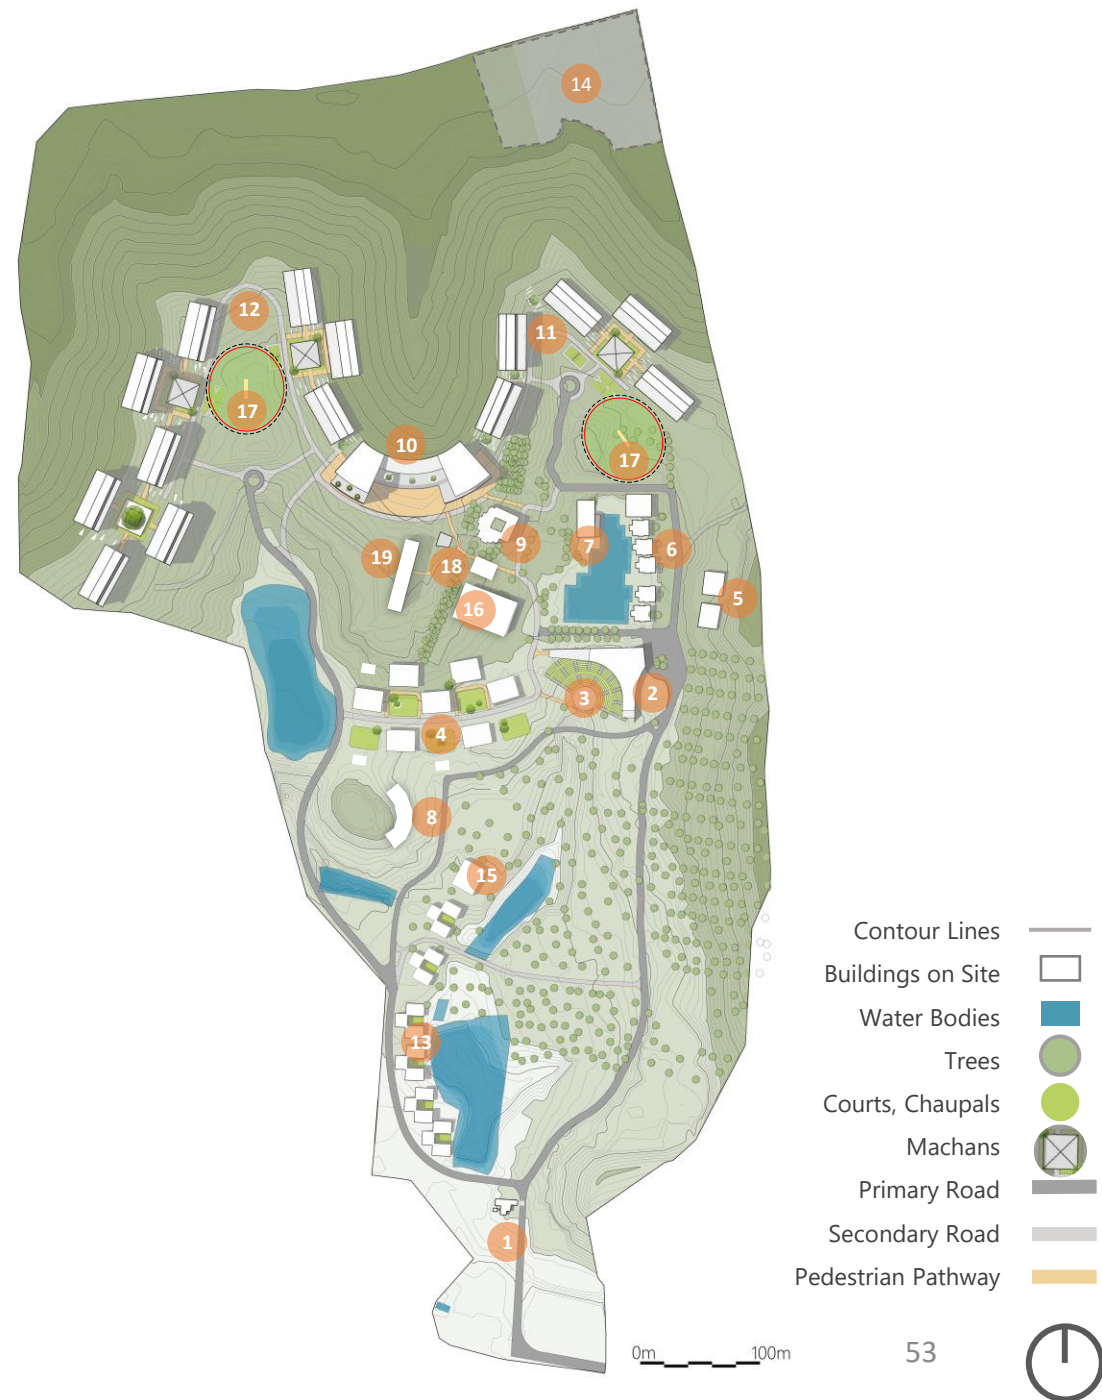 14
12
11
17
10
17
19
18
9
7
6
16
5
3
2
4
8
15
13
1
Contour Lines
Buildings on Site
Water Bodies
Trees
Courts, Chaupals
Machans
Primary Road
Secondary Road
Pedestrian Pathway
0m 100m
53